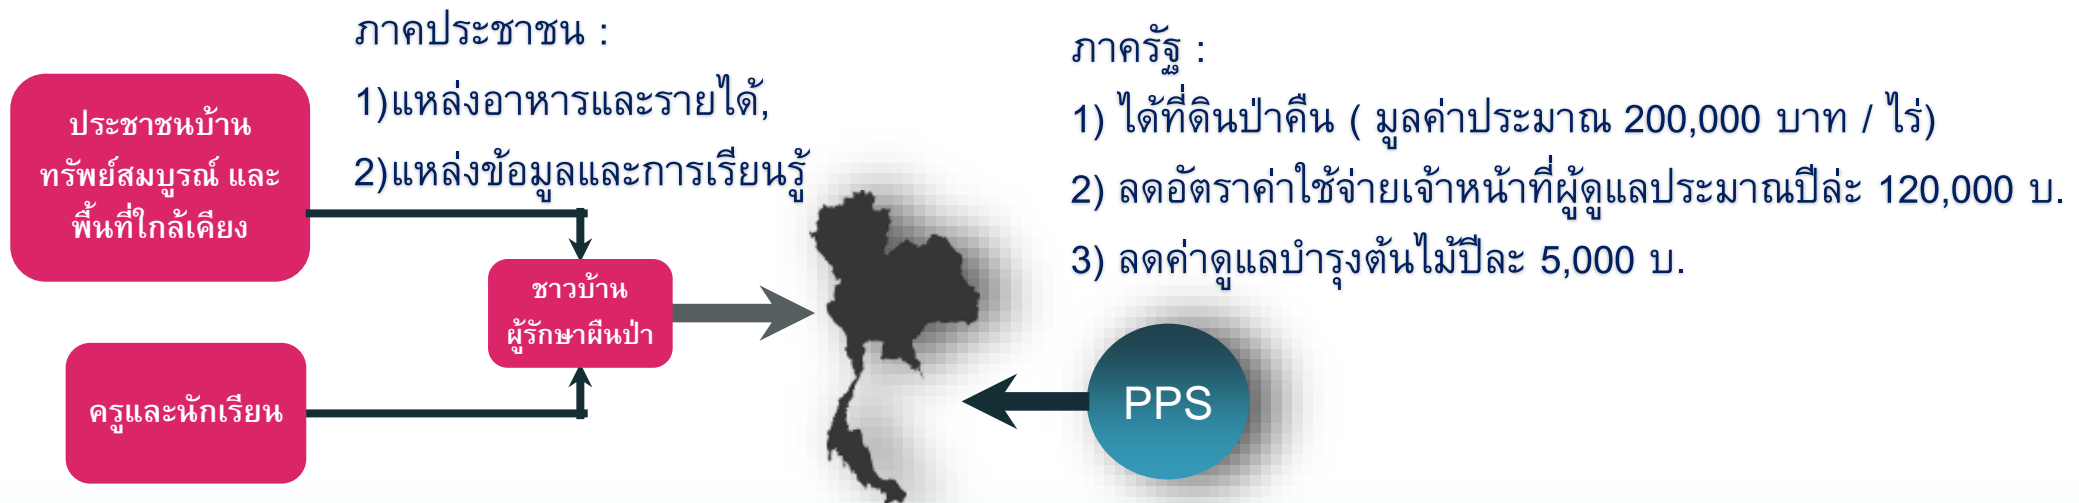 ภาคประชาชน :
1)แหล่งอาหารและรายได้,
2)แหล่งข้อมูลและการเรียนรู้
ภาครัฐ :
1) ได้ที่ดินป่าคืน ( มูลค่าประมาณ 200,000 บาท / ไร่)
2) ลดอัตราค่าใช้จ่ายเจ้าหน้าที่ผู้ดูแลประมาณปีล่ะ 120,000 บ.
3) ลดค่าดูแลบำรุงต้นไม้ปีละ 5,000 บ.
ประชาชนบ้าน
ทรัพย์สมบูรณ์ และ
พื้นที่ใกล้เคียง
ชาวบ้าน
ผู้รักษาผืนป่า
ครูและนักเรียน
PPS